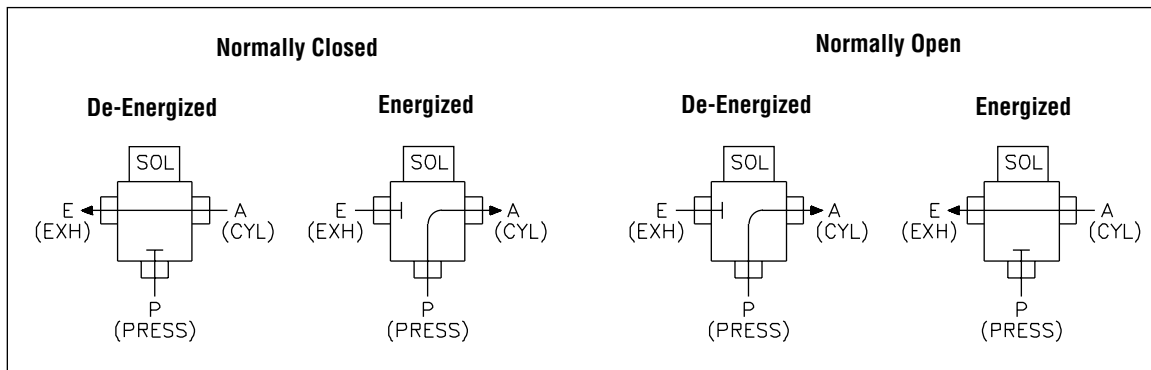 Normally Closed
Normally Open
De-Energized
Energized
De-Energized
Energized
SOL
SOL
SOL
SOL
E
A
E
A
E
A
E
A
(EXH)
(CYL)
(EXH)
(CYL)
(EXH)
(CYL)
(EXH)
(CYL)
P
P
P
P
(PRESS)
(PRESS)
(PRESS)
(PRESS)